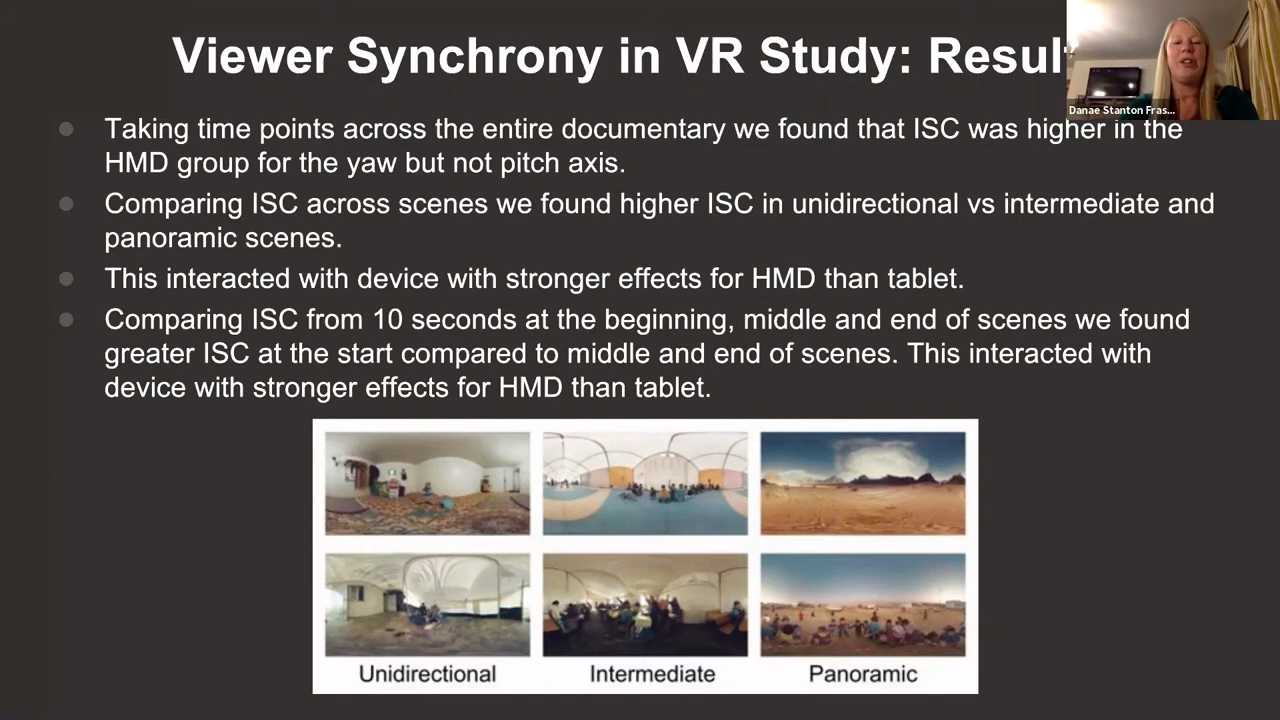 Viewer Synchrony in VR Study: Result
Danae Stanton Fras...
Taking time points across the entire documentary we found that ISC was higher in the
HMD group for the yaw but not pitch axis.
Comparing ISC across scenes we found higher ISC in unidirectional vs intermediate and
panoramic scenes.
This interacted with device with stronger effects for HMD than tablet.
Comparing ISC from 10 seconds at the beginning, middle and end of scenes we found
greater ISC at the start compared to middle and end of scenes. This interacted with
device with stronger effects for HMD than tablet.
Unidirectional
Intermediate
Panoramic